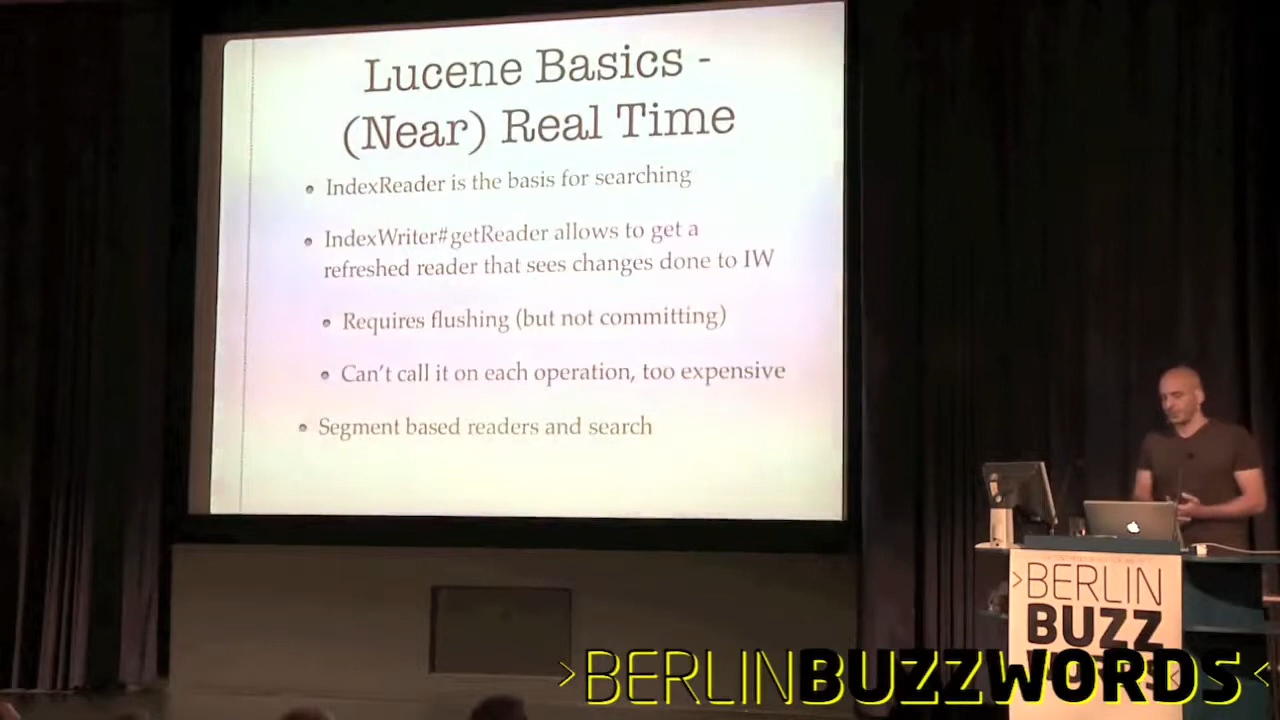 Lucene Basics -
(Near) Real Time
IndexReader is the basis for searching
IndexWriter#getReader allows to get a
refreshed reader that sees changes done to IW
Requires flushing (but not committing)
Can't call it on each operation, too expensive
Segment based readers and search
>BERLIN
BUZZ
WORDS
>BERLINBUZZWORDS<